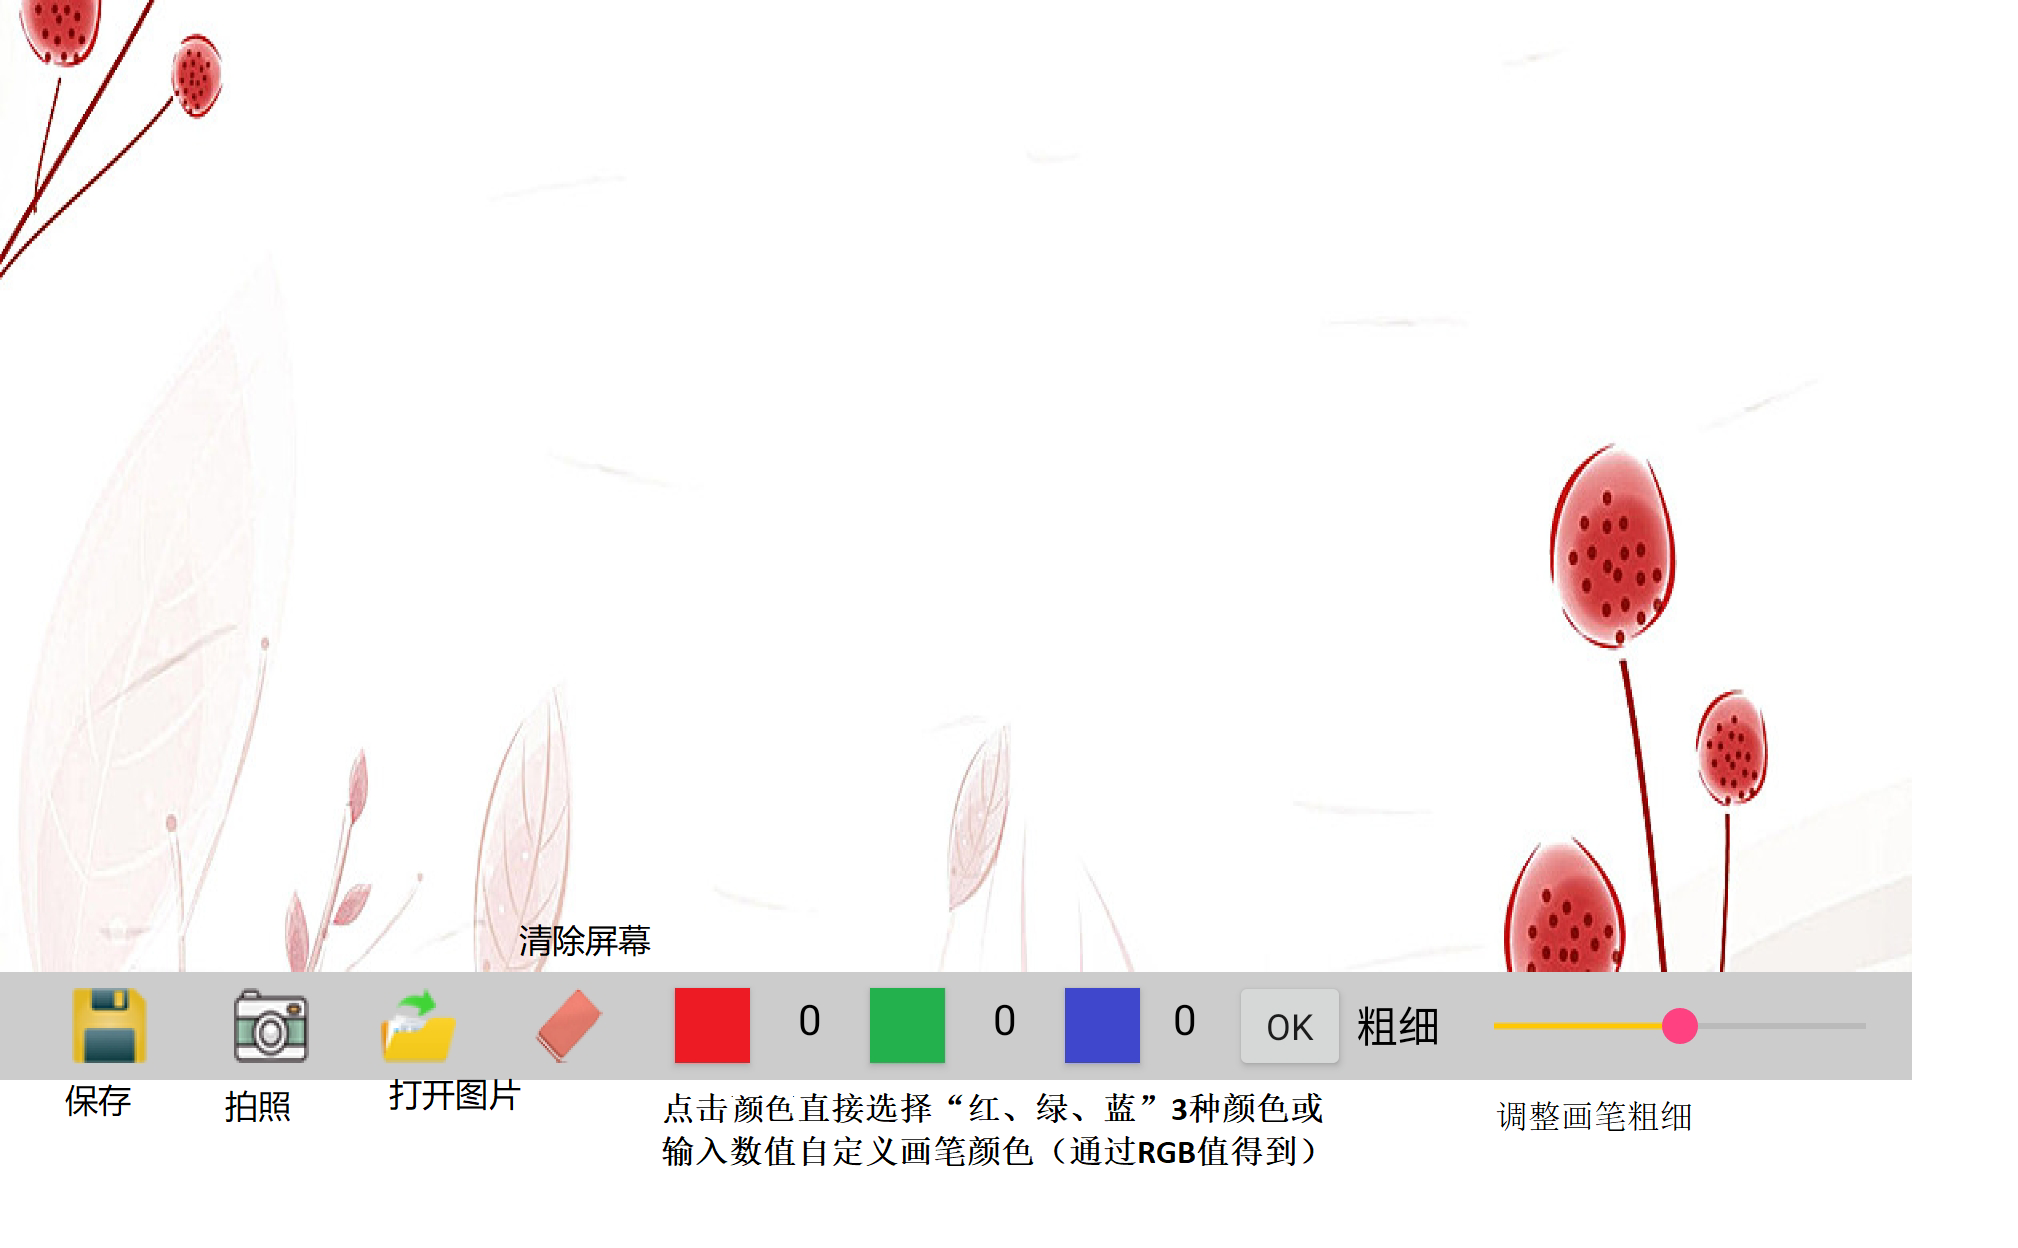 清除屏幕
0
0
0
OK
粗细
保存
拍照
打开图片
点击颜色直接选择“红、绿、蓝”3种颜色或
输入数值自定义画笔颜色（通过RGB值得到）
调整画笔粗细